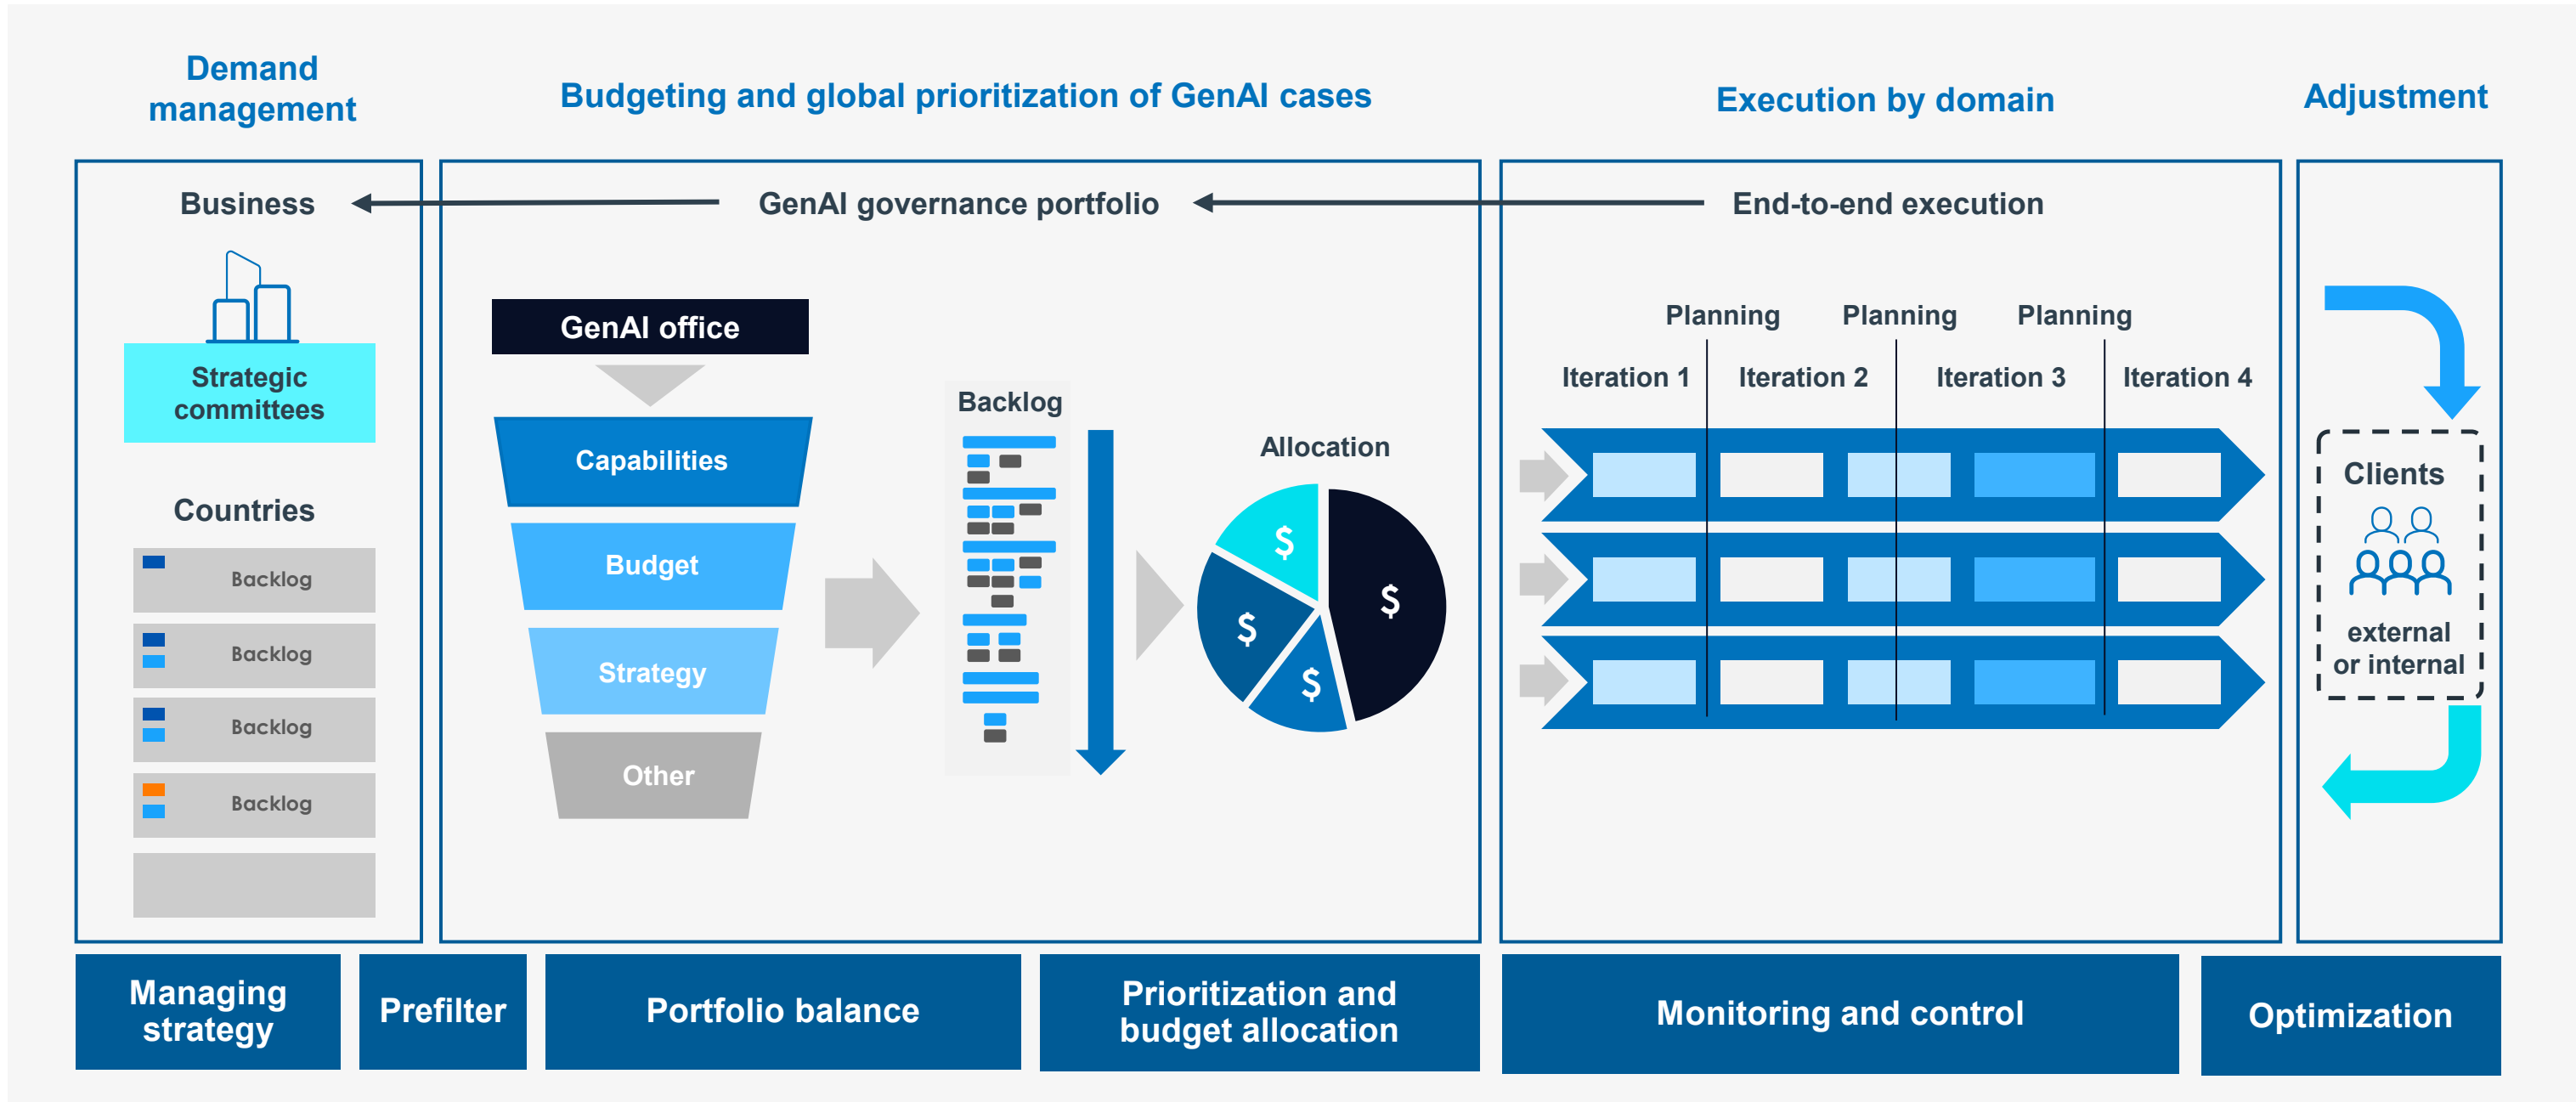 Demand
management
Budgeting and global prioritization of GenAI cases
Execution by domain
Adjustment
Business
GenAI governance portfolio
End-to-end execution
Strategic
committees
Countries
Backlog
Backlog
Backlog
Backlog
GenAI office
Capabilities
Budget
Strategy
Other
Backlog
Allocation
$
$
$
$
Planning
Planning
Planning
Iteration 1
Iteration 2
Iteration 3
Iteration 4
Clients
external
or internal
Managing
strategy
Prefilter
Portfolio balance
Prioritization and
budget allocation
Monitoring and control
Optimization